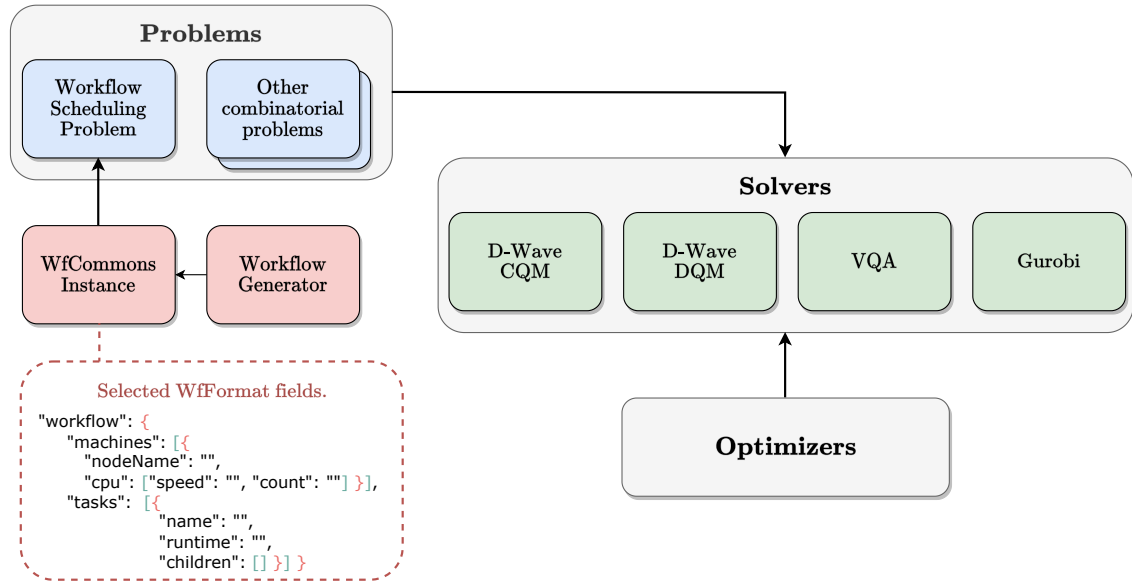 Problems
Workflow
Scheduling
Problem
Other
combinatorial
problems
WfCommons
Instance
Workflow
Generator
Selected WfFormat fields.
"workflow": {
"machines": [{
"nodeName": "",
"cpu": ["speed": "", "count": ""] }],
"tasks": [{
"name": "",
"runtime": "",
"children": [] }] }
Solvers
D-Wave
CQM
D-Wave
DQM
VQA
Gurobi
Optimizers